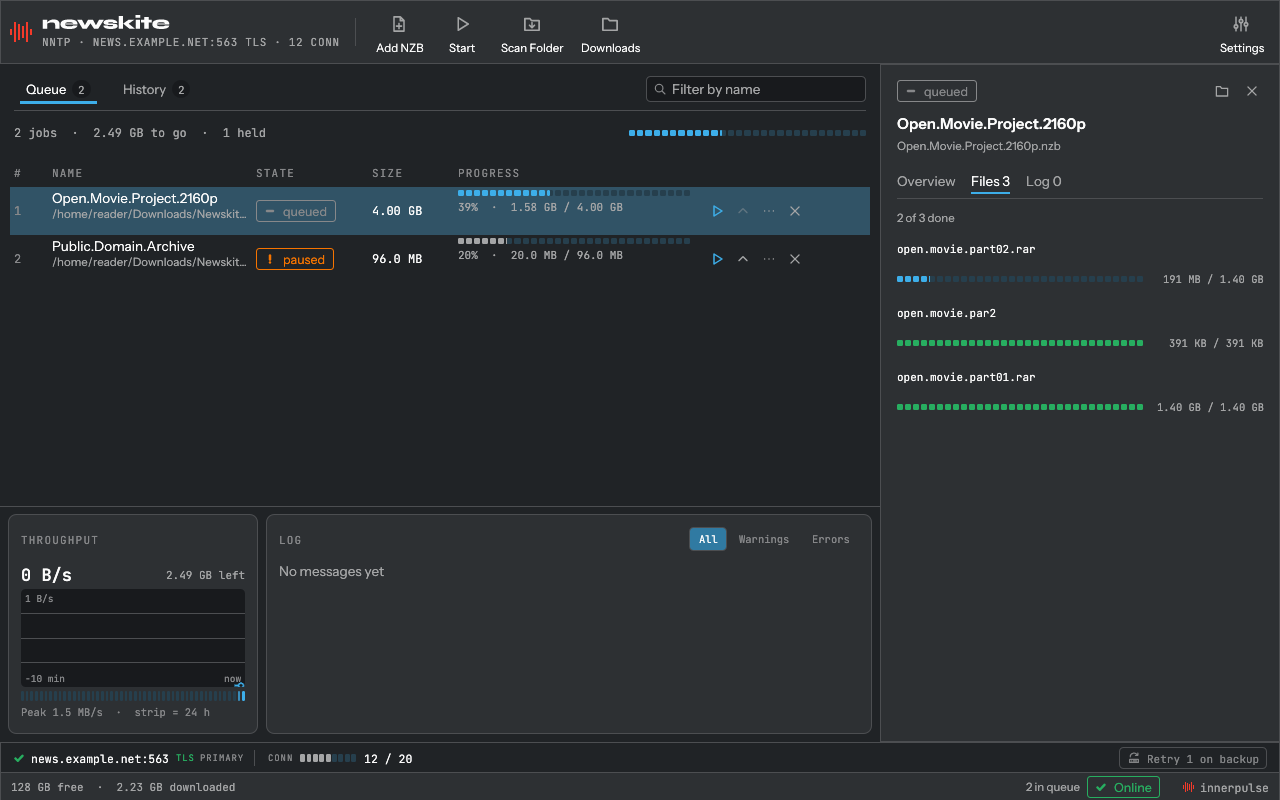 newskite
NNTP · NEWS.EXAMPLE.NET:563 TLS · 12 CONN
Add NZB
Start
Scan Folder
Downloads
Settings
Queue 2
History 2
Filter by name
2 jobs · 2.49 GB to go · 1 held
# NAME STATE SIZE PROGRESS
1
Open.Movie.Project.2160p
/home/reader/Downloads/Newskit…
queued
4.00 GB
39% · 1.58 GB / 4.00 GB
2
Public.Domain.Archive
/home/reader/Downloads/Newskit…
! paused
96.0 MB
20% · 20.0 MB / 96.0 MB
queued
Open.Movie.Project.2160p
Open.Movie.Project.2160p.nzb
Overview Files 3 Log 0
2 of 3 done
open.movie.part02.rar
191 MB / 1.40 GB
open.movie.par2
391 KB / 391 KB
open.movie.part01.rar
1.40 GB / 1.40 GB
THROUGHPUT
0 B/s 2.49 GB left
1 B/s
-10 min now
Peak 1.5 MB/s · strip = 24 h
LOG
All Warnings Errors
No messages yet
news.example.net:563 TLS PRIMARY
CONN 12 / 20
Retry 1 on backup
128 GB free · 2.23 GB downloaded
2 in queue
Online
innerpulse